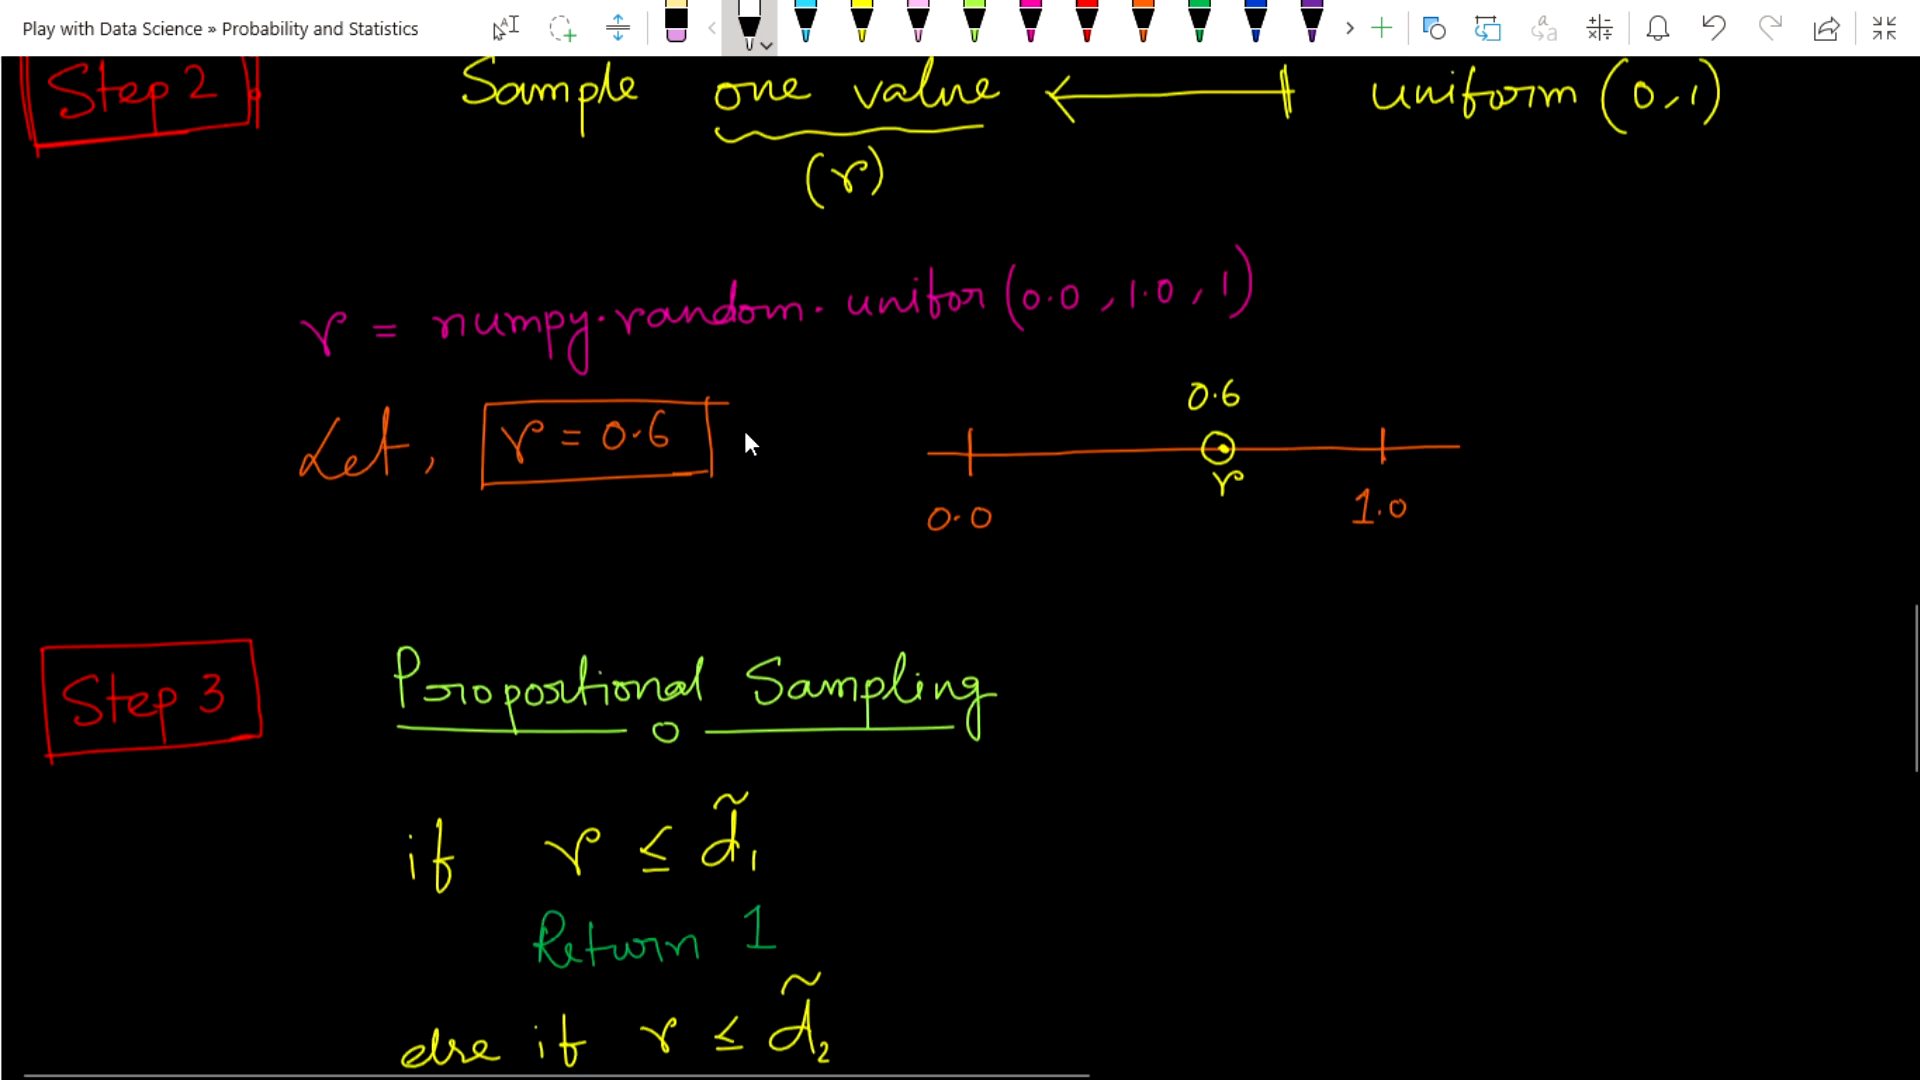 Play with Data Science » Probability and Statistics
Step 2 Sample one value uniform (0,1)
(r)
r = numpy.random.unifor(0.0, 1.0, 1)
0.6
Let, r = 0.6
r
0.0 1.0
Step 3 Proportional Sampling
if r ≤ d̃₁
Return 1
else if r ≤ d̃₂